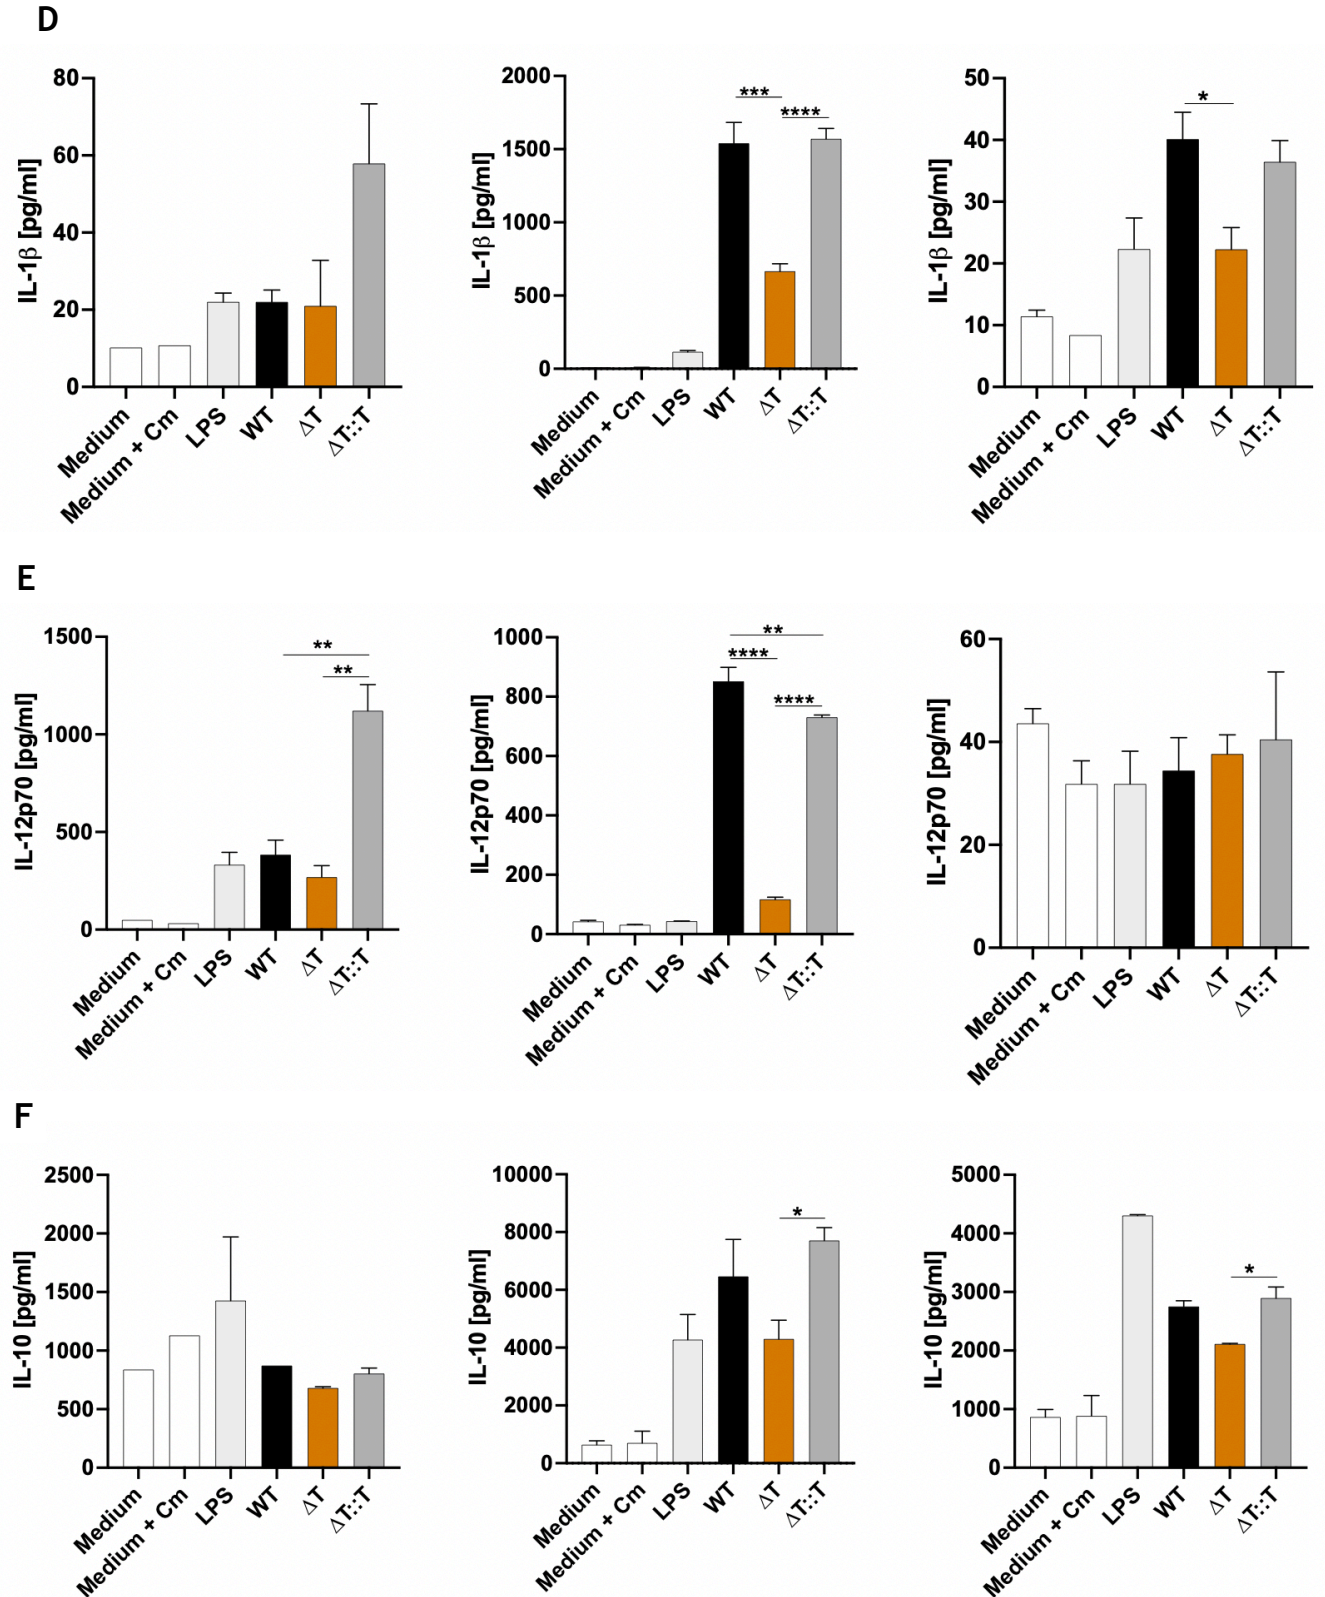 D
80
60
40
20
0
IL-1β [pg/ml]
Medium
Medium + Cm
LPS
WT
ΔT
ΔT::T
2000
1500
1000
500
0
IL-1β [pg/ml]
***
****
Medium
Medium + Cm
LPS
WT
ΔT
ΔT::T
50
40
30
20
10
0
IL-1β [pg/ml]
*
Medium
Medium + Cm
LPS
WT
ΔT
ΔT::T
E
1500
1000
500
0
IL-12p70 [pg/ml]
**
**
Medium
Medium + Cm
LPS
WT
ΔT
ΔT::T
1000
800
600
400
200
0
IL-12p70 [pg/ml]
**
****
****
Medium
Medium + Cm
LPS
WT
ΔT
ΔT::T
60
40
20
0
IL-12p70 [pg/ml]
Medium
Medium + Cm
LPS
WT
ΔT
ΔT::T
F
2500
2000
1500
1000
500
0
IL-10 [pg/ml]
Medium
Medium + Cm
LPS
WT
ΔT
ΔT::T
10000
8000
6000
4000
2000
0
IL-10 [pg/ml]
*
Medium
Medium + Cm
LPS
WT
ΔT
ΔT::T
5000
4000
3000
2000
1000
0
IL-10 [pg/ml]
*
Medium
Medium + Cm
LPS
WT
ΔT
ΔT::T